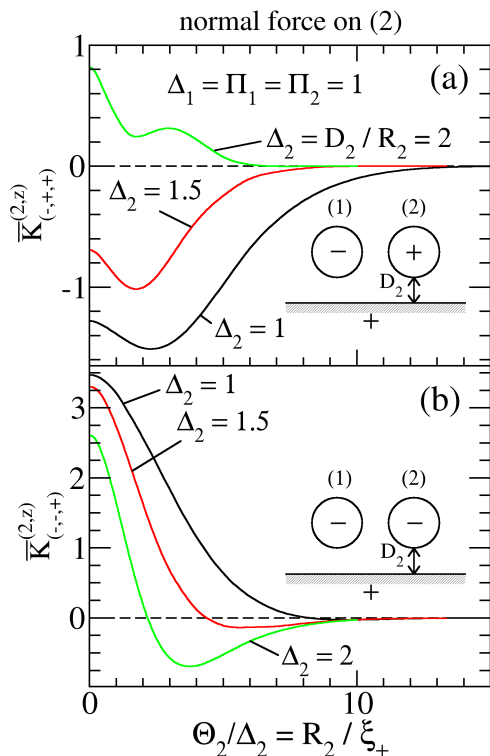 normal force on (2)
1
(a)
Δ₁ = Π₁ = Π₂ = 1
Δ₂ = D₂ / R₂ = 2
0
Δ₂ = 1.5
(1) (2)
− +
D₂
-1
Δ₂ = 1
+
K̅₍₋,₊,₊₎^(2,z)
Δ₂ = 1
(b)
3
Δ₂ = 1.5
2
(1) (2)
− −
1
D₂
+
0
Δ₂ = 2
K̅₍₋,₋,₊₎^(2,z)
0 10
Θ₂/Δ₂ = R₂ / ξ₊